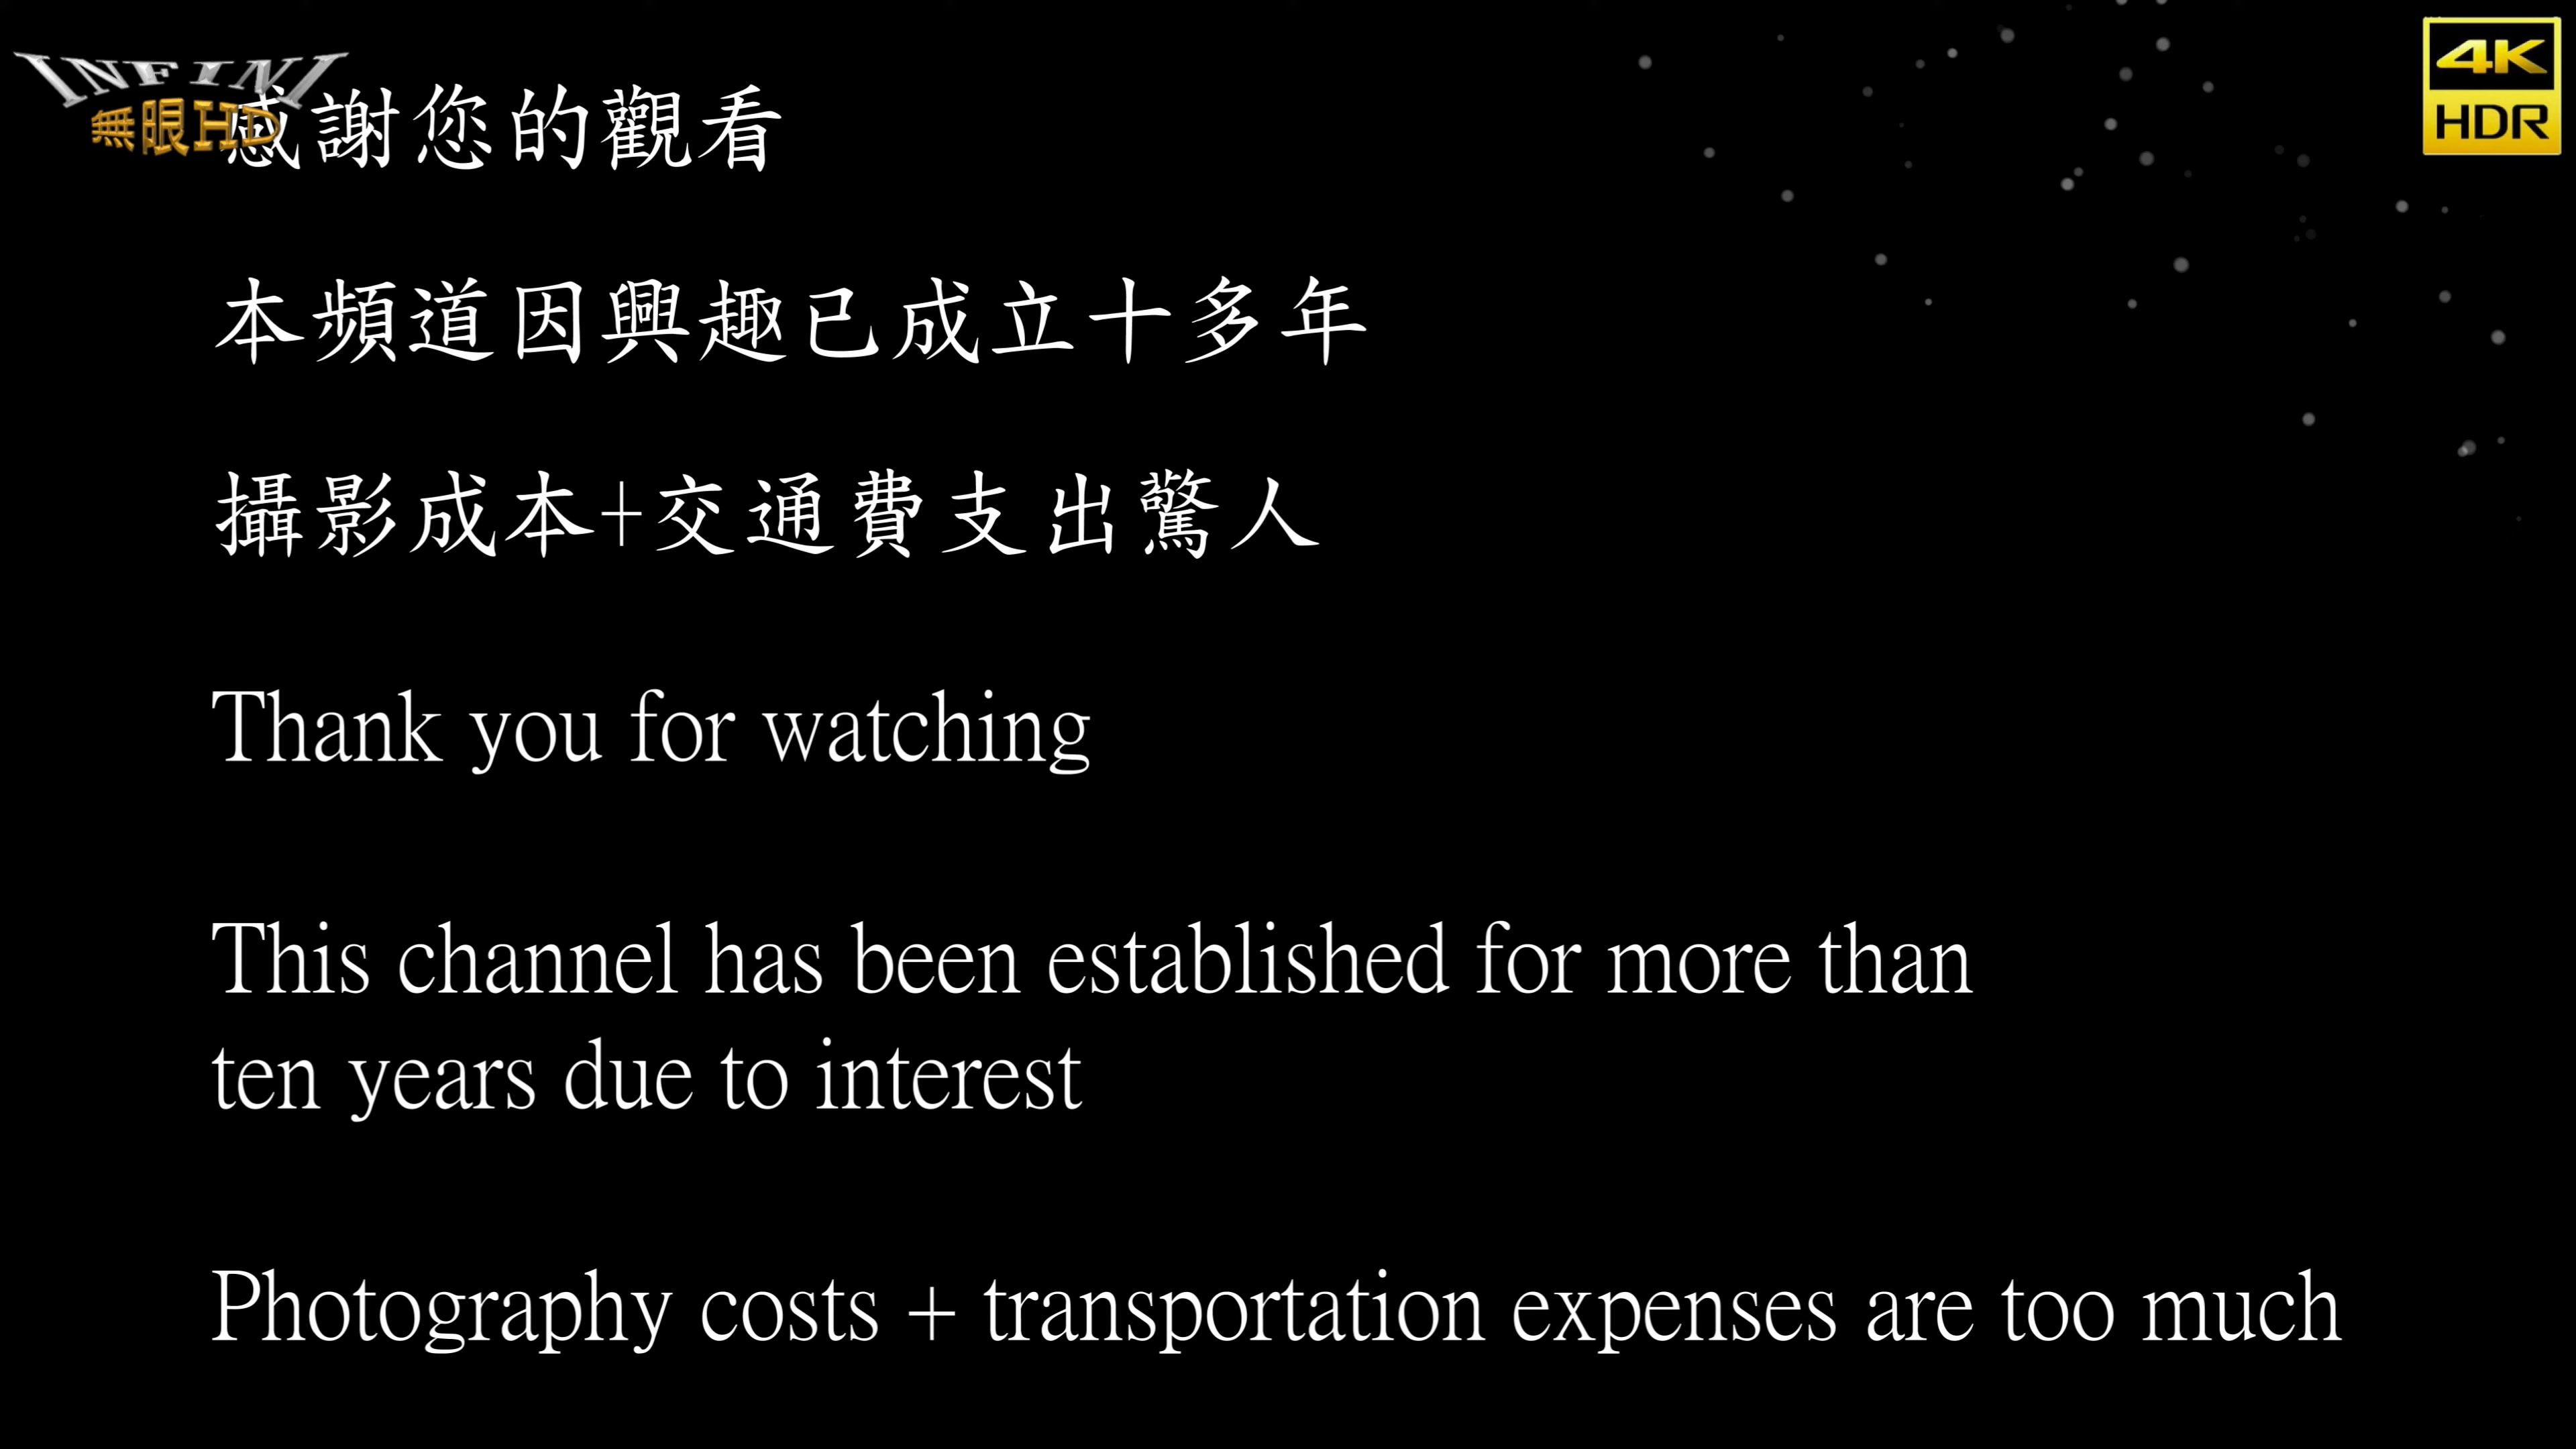 INFINI
無眼HD
4K
HDR
感謝您的觀看
本頻道因興趣已成立十多年
攝影成本+交通費支出驚人
Thank you for watching
This channel has been established for more than
ten years due to interest
Photography costs + transportation expenses are too much